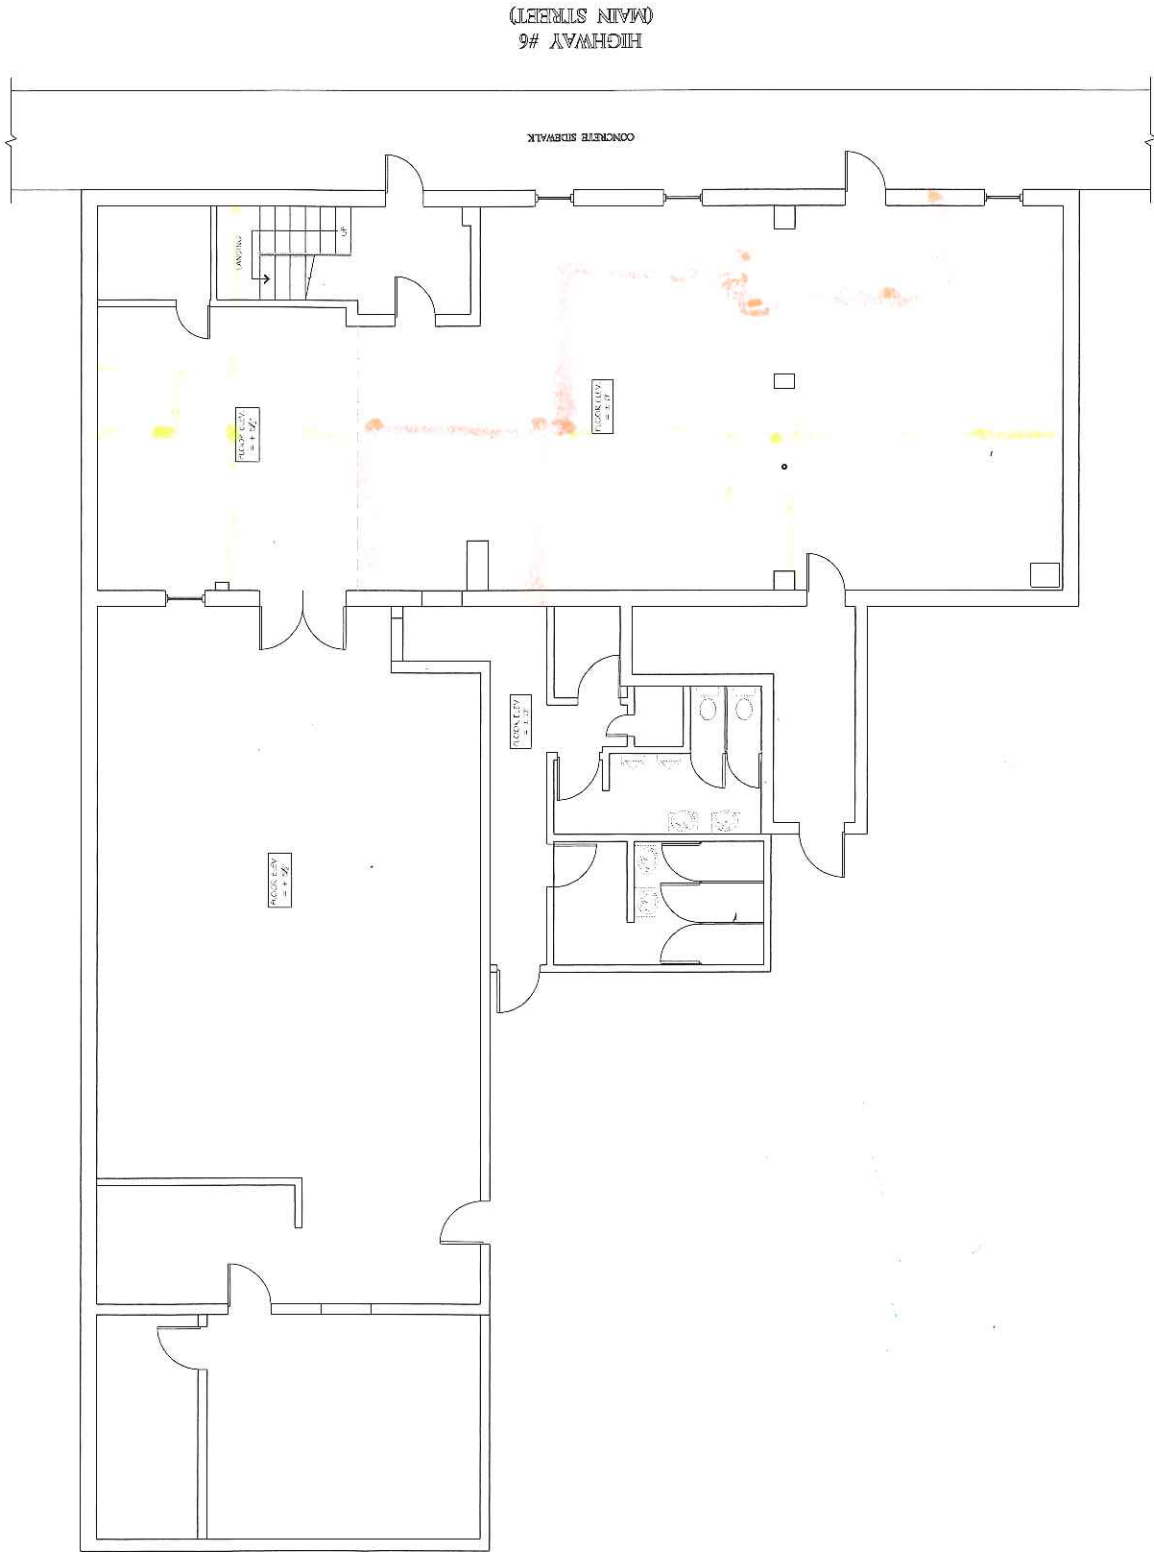 HIGHWAY #6
(MAIN STREET)
CONCRETE SIDEWALK
LANDING
UP
FLOOR ELEV.
FLOOR ELEV.
FLOOR ELEV.
FLOOR ELEV.